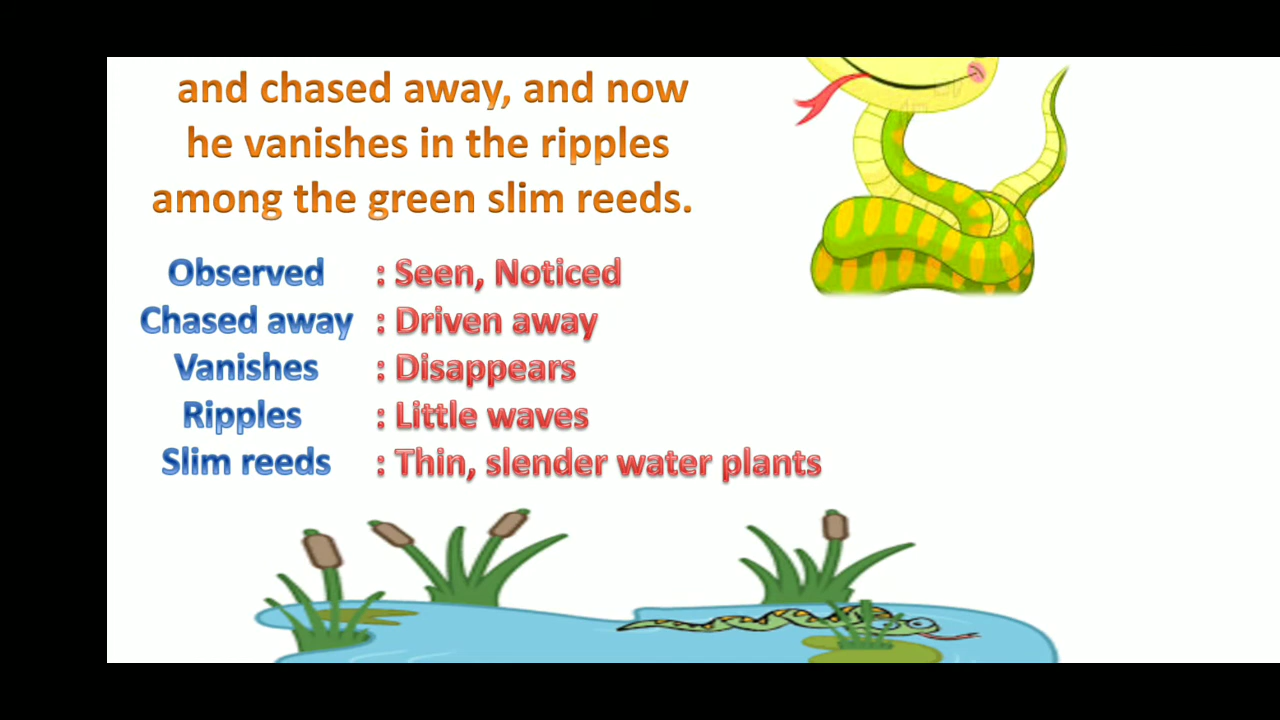 and chased away, and now
he vanishes in the ripples
among the green slim reeds.
Observed : Seen, Noticed
Chased away : Driven away
Vanishes : Disappears
Ripples : Little waves
Slim reeds : Thin, slender water plants